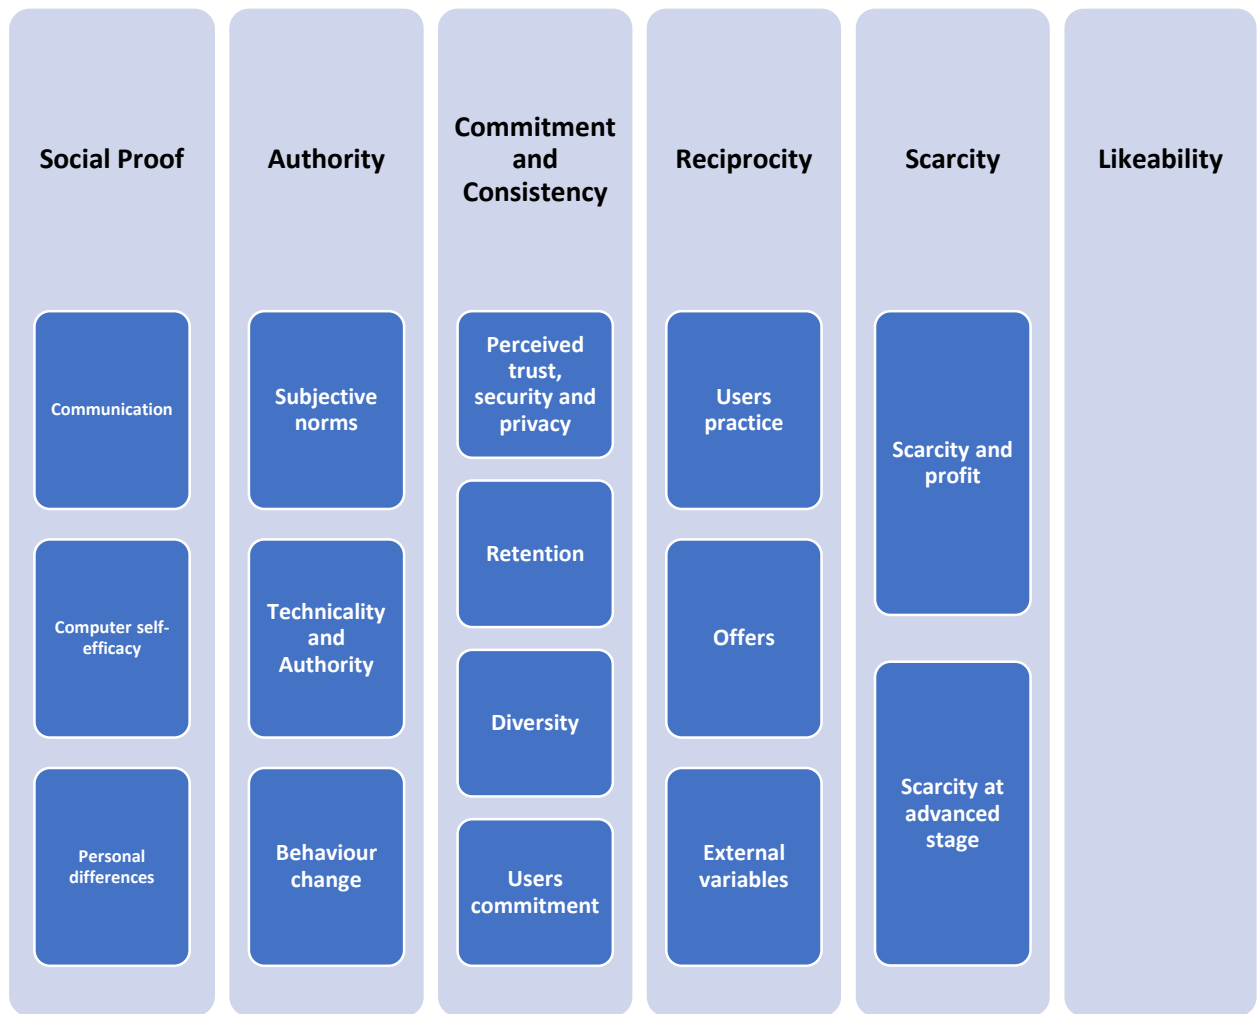 Social Proof
Communication
Computer self-
efficacy
Personal
differences
Authority
Subjective
norms
Technicality
and
Authority
Behaviour
change
Commitment
and
Consistency
Perceived
trust,
security and
privacy
Retention
Diversity
Users
commitment
Reciprocity
Users
practice
Offers
External
variables
Scarcity
Scarcity and
profit
Scarcity at
advanced
stage
Likeability